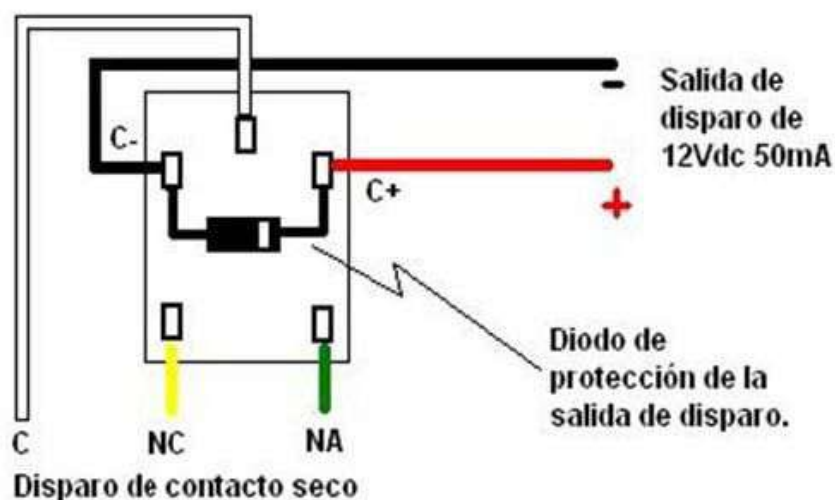 C-
C+
-
Salida de
disparo de
12Vdc 50mA
+
Diodo de
protección de la
salida de disparo.
C
NC
NA
Disparo de contacto seco